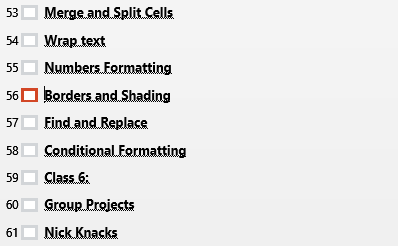 53 Merge and Split Cells
54 Wrap text
55 Numbers Formatting
56 Borders and Shading
57 Find and Replace
58 Conditional Formatting
59 Class 6:
60 Group Projects
61 Nick Knacks